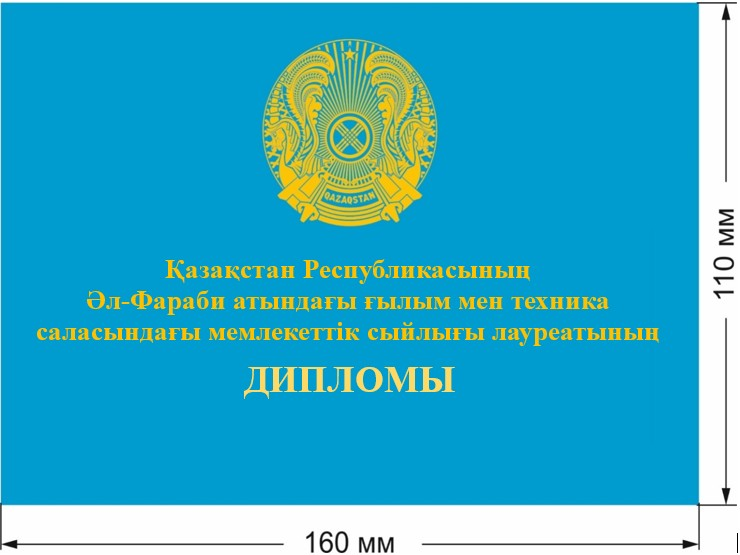 QAZAQSTAN
Қазақстан Республикасының
Әл-Фараби атындағы ғылым мен техника
саласындағы мемлекеттік сыйлығы лауреатының
ДИПЛОМЫ
110 мм
160 мм